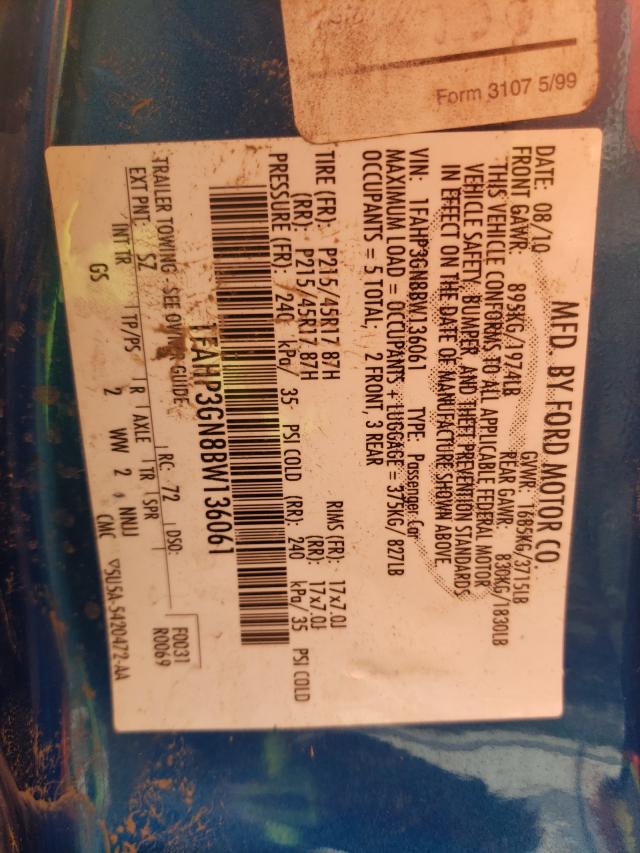 Form 3107 5/99
MFD. BY FORD MOTOR CO.
DATE: 08/10 GVWR: 1685KG/3715LB
FRONT GAWR: 895KG/1974LB REAR GAWR: 830KG/1830LB
THIS VEHICLE CONFORMS TO ALL APPLICABLE FEDERAL MOTOR
VEHICLE SAFETY, BUMPER, AND THEFT PREVENTION STANDARDS
IN EFFECT ON THE DATE OF MANUFACTURE SHOWN ABOVE.
VIN: 1FAHP3GN8BW136061 TYPE: Passenger Car
MAXIMUM LOAD = OCCUPANTS + LUGGAGE = 375KG/ 827LB
OCCUPANTS = 5 TOTAL; 2 FRONT, 3 REAR
TIRE (FR): P215/45R17 87H RIMS (FR): 17x7.0J
(RR): P215/45R17 87H (RR): 17x7.0J
PRESSURE (FR): 240 kPa/ 35 PSI COLD (RR): 240 kPa/ 35 PSI COLD
1FAHP3GN8BW136061
TRAILER TOWING - SEE OWNER GUIDE
F0031
R0069
EXT PNT: SZ RC: 72 DSO:
INT TR TP/PS R AXLE TR SPR
GS 2 WW 2 NNJJ
CMC 5U5A-5420472-AA